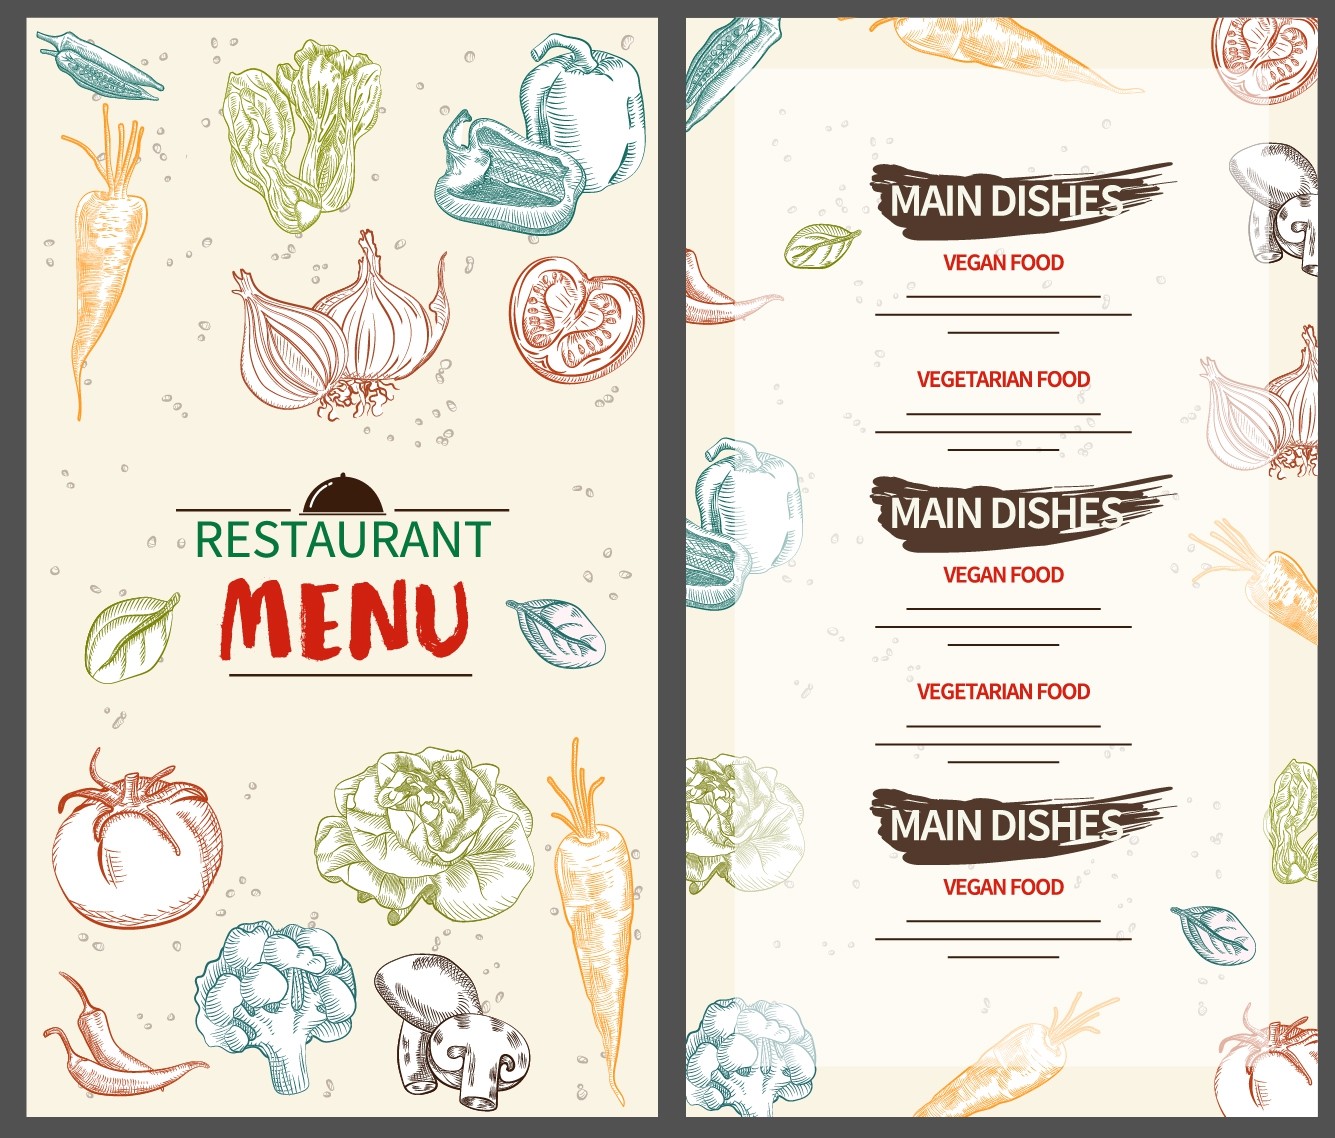 RESTAURANT
MENU
MAIN DISHES
VEGAN FOOD
VEGETARIAN FOOD
MAIN DISHES
VEGAN FOOD
VEGETARIAN FOOD
MAIN DISHES
VEGAN FOOD